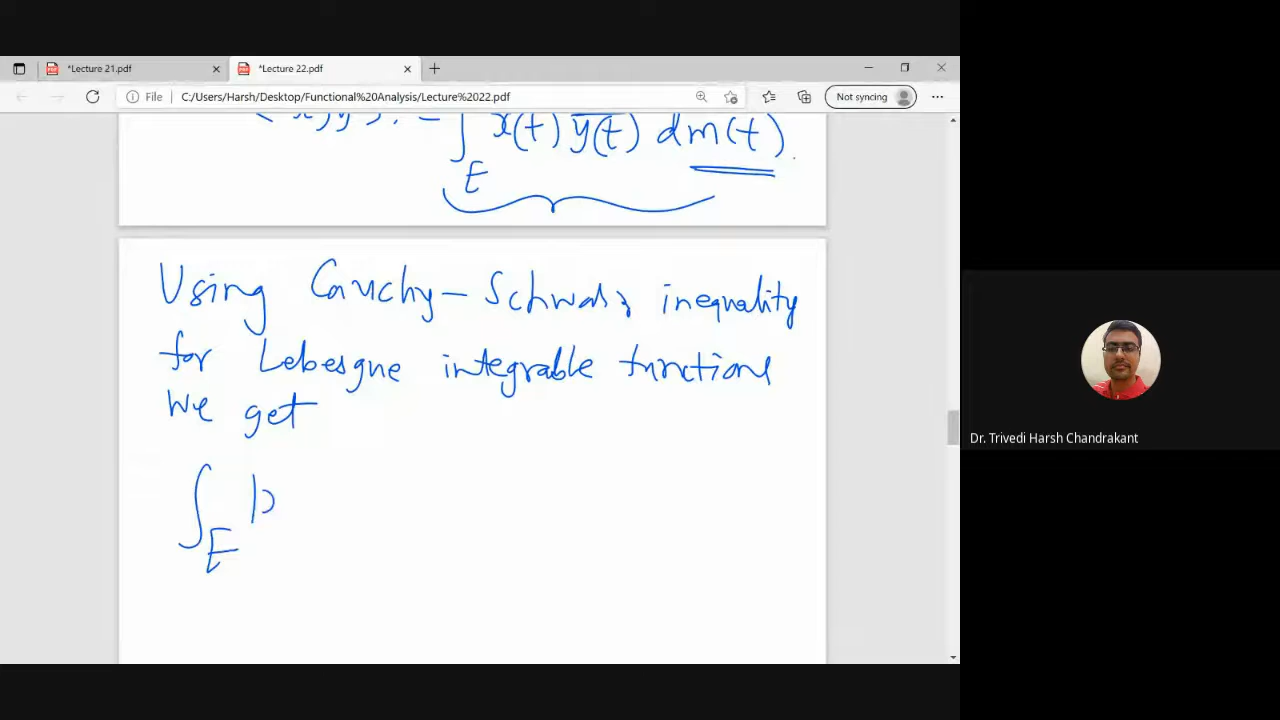 *Lecture 21.pdf
*Lecture 22.pdf
File C:/Users/Harsh/Desktop/Functional%20Analysis/Lecture%2022.pdf
Not syncing
⟨x, y⟩ := ∫_E x(t) \overline{y(t)} dm(t).
Using Cauchy-Schwarz inequality
for Lebesgue integrable functions
we get
∫_E |
Dr. Trivedi Harsh Chandrakant